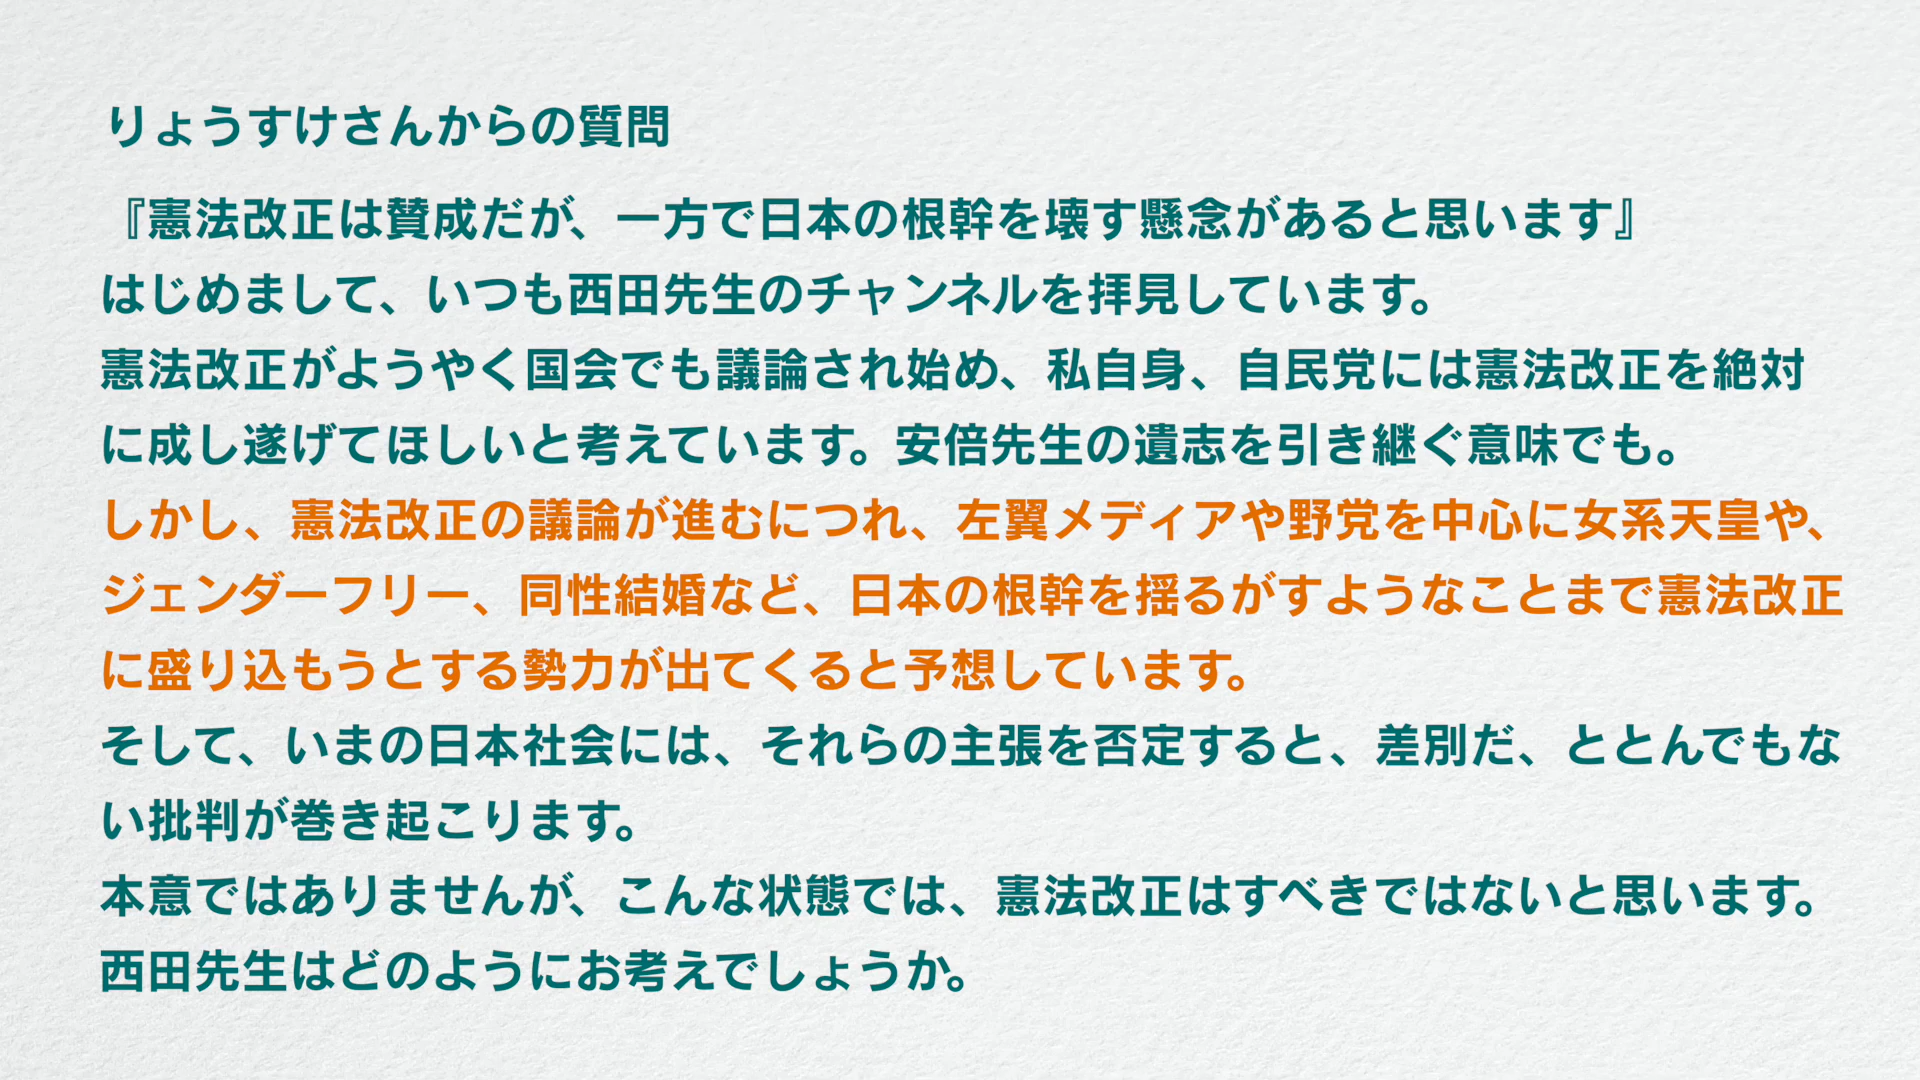 りょうすけさんからの質問
『憲法改正は賛成だが、一方で日本の根幹を壊す懸念があると思います』
はじめまして、いつも西田先生のチャンネルを拝見しています。
憲法改正がようやく国会でも議論され始め、私自身、自民党には憲法改正を絶対
に成し遂げてほしいと考えています。安倍先生の遺志を引き継ぐ意味でも。
しかし、憲法改正の議論が進むにつれ、左翼メディアや野党を中心に女系天皇や、
ジェンダーフリー、同性結婚など、日本の根幹を揺るがすようなことまで憲法改正
に盛り込もうとする勢力が出てくると予想しています。
そして、いまの日本社会には、それらの主張を否定すると、差別だ、ととんでもな
い批判が巻き起こります。
本意ではありませんが、こんな状態では、憲法改正はすべきではないと思います。
西田先生はどのようにお考えでしょうか。